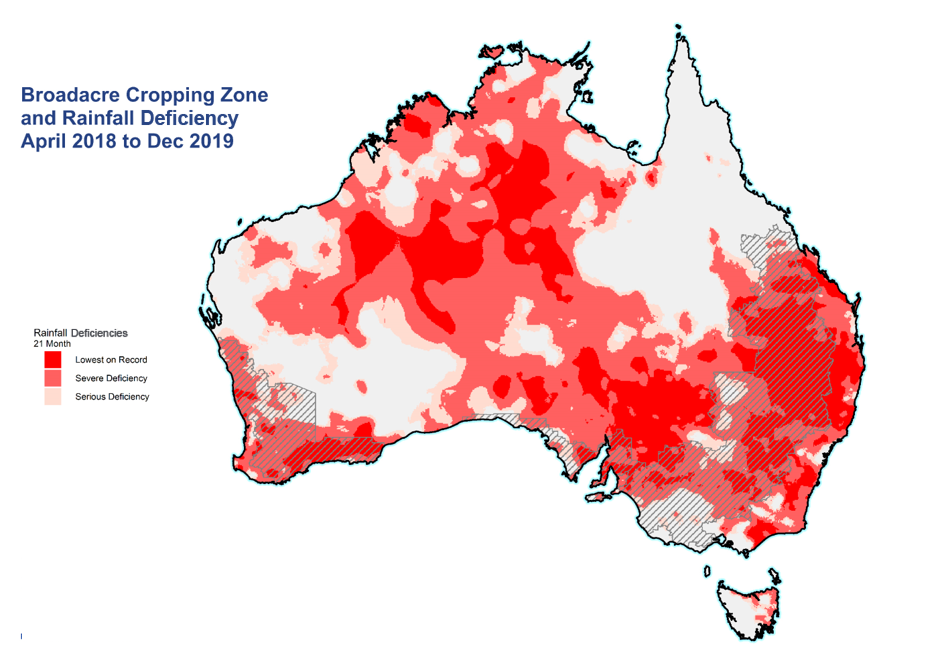 Broadacre Cropping Zone
and Rainfall Deficiency
April 2018 to Dec 2019
Rainfall Deficiencies
21 Month
Lowest on Record
Severe Deficiency
Serious Deficiency